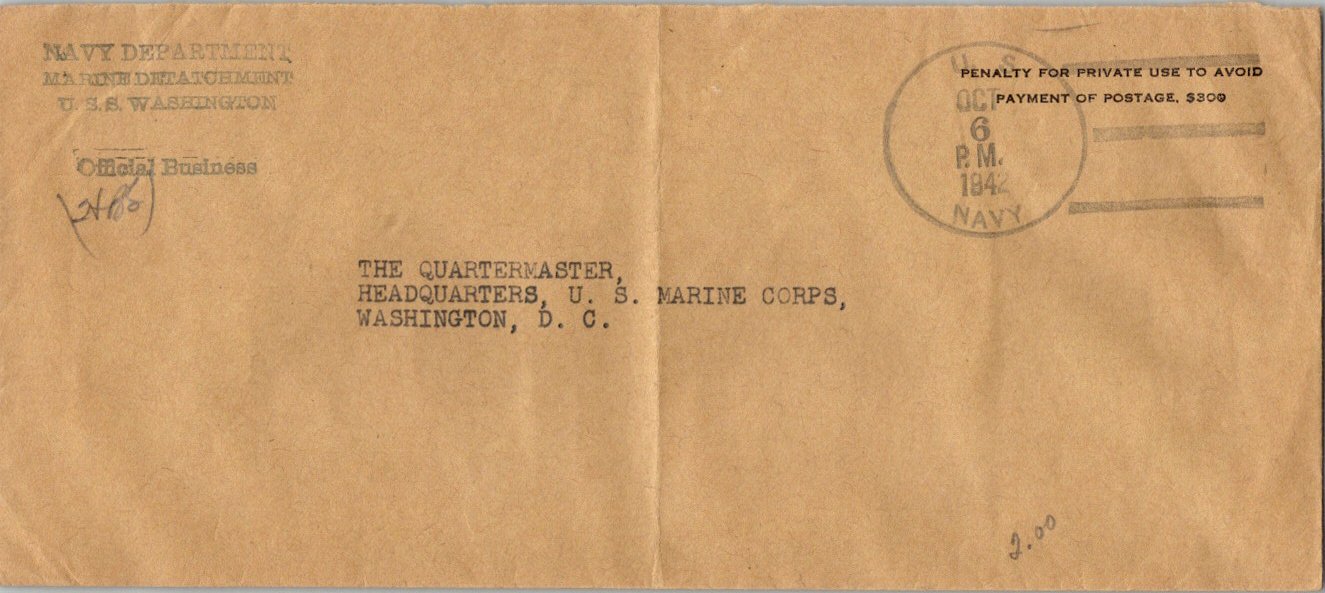 NAVY DEPARTMENT
MARINE DETATCHMENT
U. S. S. WASHINGTON
Official Business
U. S.
OCT
6
P.M.
1942
NAVY
PENALTY FOR PRIVATE USE TO AVOID
PAYMENT OF POSTAGE, $300
THE QUARTERMASTER,
HEADQUARTERS, U. S. MARINE CORPS,
WASHINGTON, D. C.
2.00